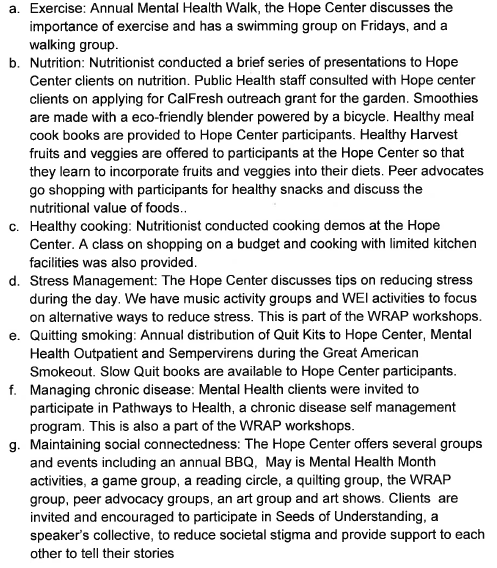 a. Exercise: Annual Mental Health Walk, the Hope Center discusses the
importance of exercise and has a swimming group on Fridays, and a
walking group.
b. Nutrition: Nutritionist conducted a brief series of presentations to Hope
Center clients on nutrition. Public Health staff consulted with Hope center
clients on applying for CalFresh outreach grant for the garden. Smoothies
are made with a eco-friendly blender powered by a bicycle. Healthy meal
cook books are provided to Hope Center participants. Healthy Harvest
fruits and veggies are offered to participants at the Hope Center so that
they learn to incorporate fruits and veggies into their diets. Peer advocates
go shopping with participants for healthy snacks and discuss the
nutritional value of foods..
c. Healthy cooking: Nutritionist conducted cooking demos at the Hope
Center. A class on shopping on a budget and cooking with limited kitchen
facilities was also provided.
d. Stress Management: The Hope Center discusses tips on reducing stress
during the day. We have music activity groups and WEI activities to focus
on alternative ways to reduce stress. This is part of the WRAP workshops.
e. Quitting smoking: Annual distribution of Quit Kits to Hope Center, Mental
Health Outpatient and Sempervirens during the Great American
Smokeout. Slow Quit books are available to Hope Center participants.
f. Managing chronic disease: Mental Health clients were invited to
participate in Pathways to Health, a chronic disease self management
program. This is also a part of the WRAP workshops.
g. Maintaining social connectedness: The Hope Center offers several groups
and events including an annual BBQ, May is Mental Health Month
activities, a game group, a reading circle, a quilting group, the WRAP
group, peer advocacy groups, an art group and art shows. Clients are
invited and encouraged to participate in Seeds of Understanding, a
speaker's collective, to reduce societal stigma and provide support to each
other to tell their stories